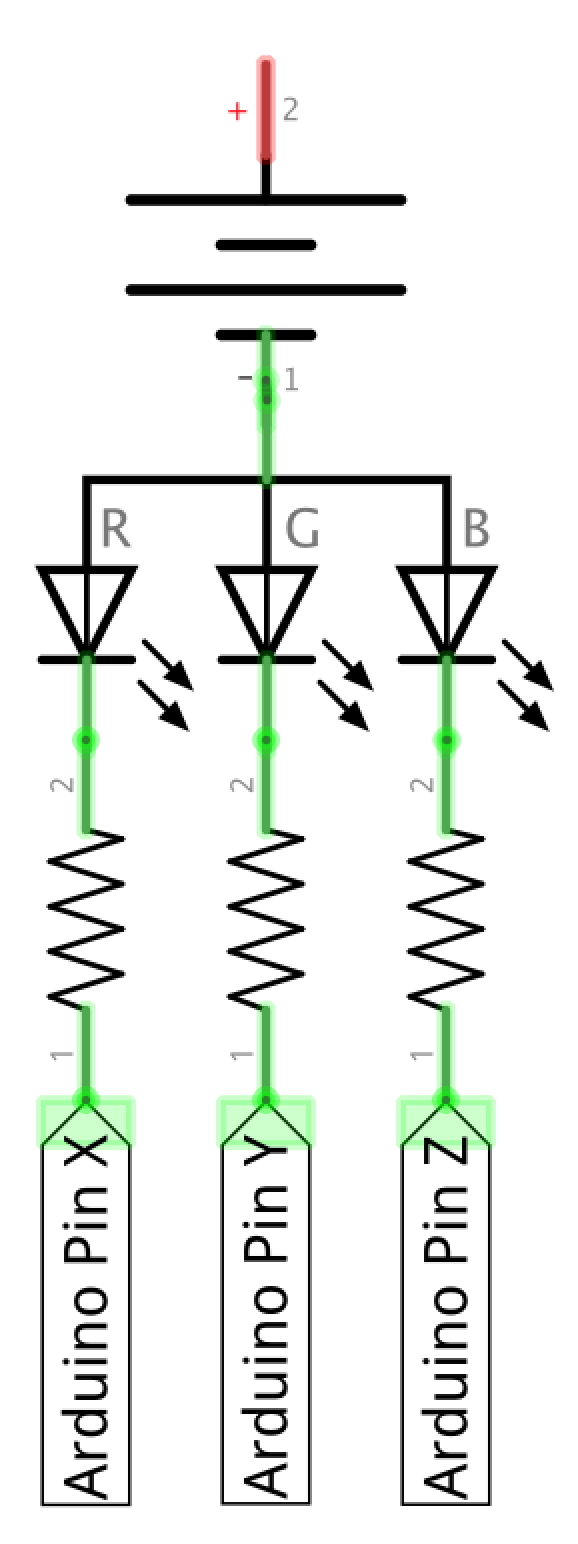 + 2
- 1
R G B
2 2 2
1 1 1
Arduino Pin X
Arduino Pin Y
Arduino Pin Z